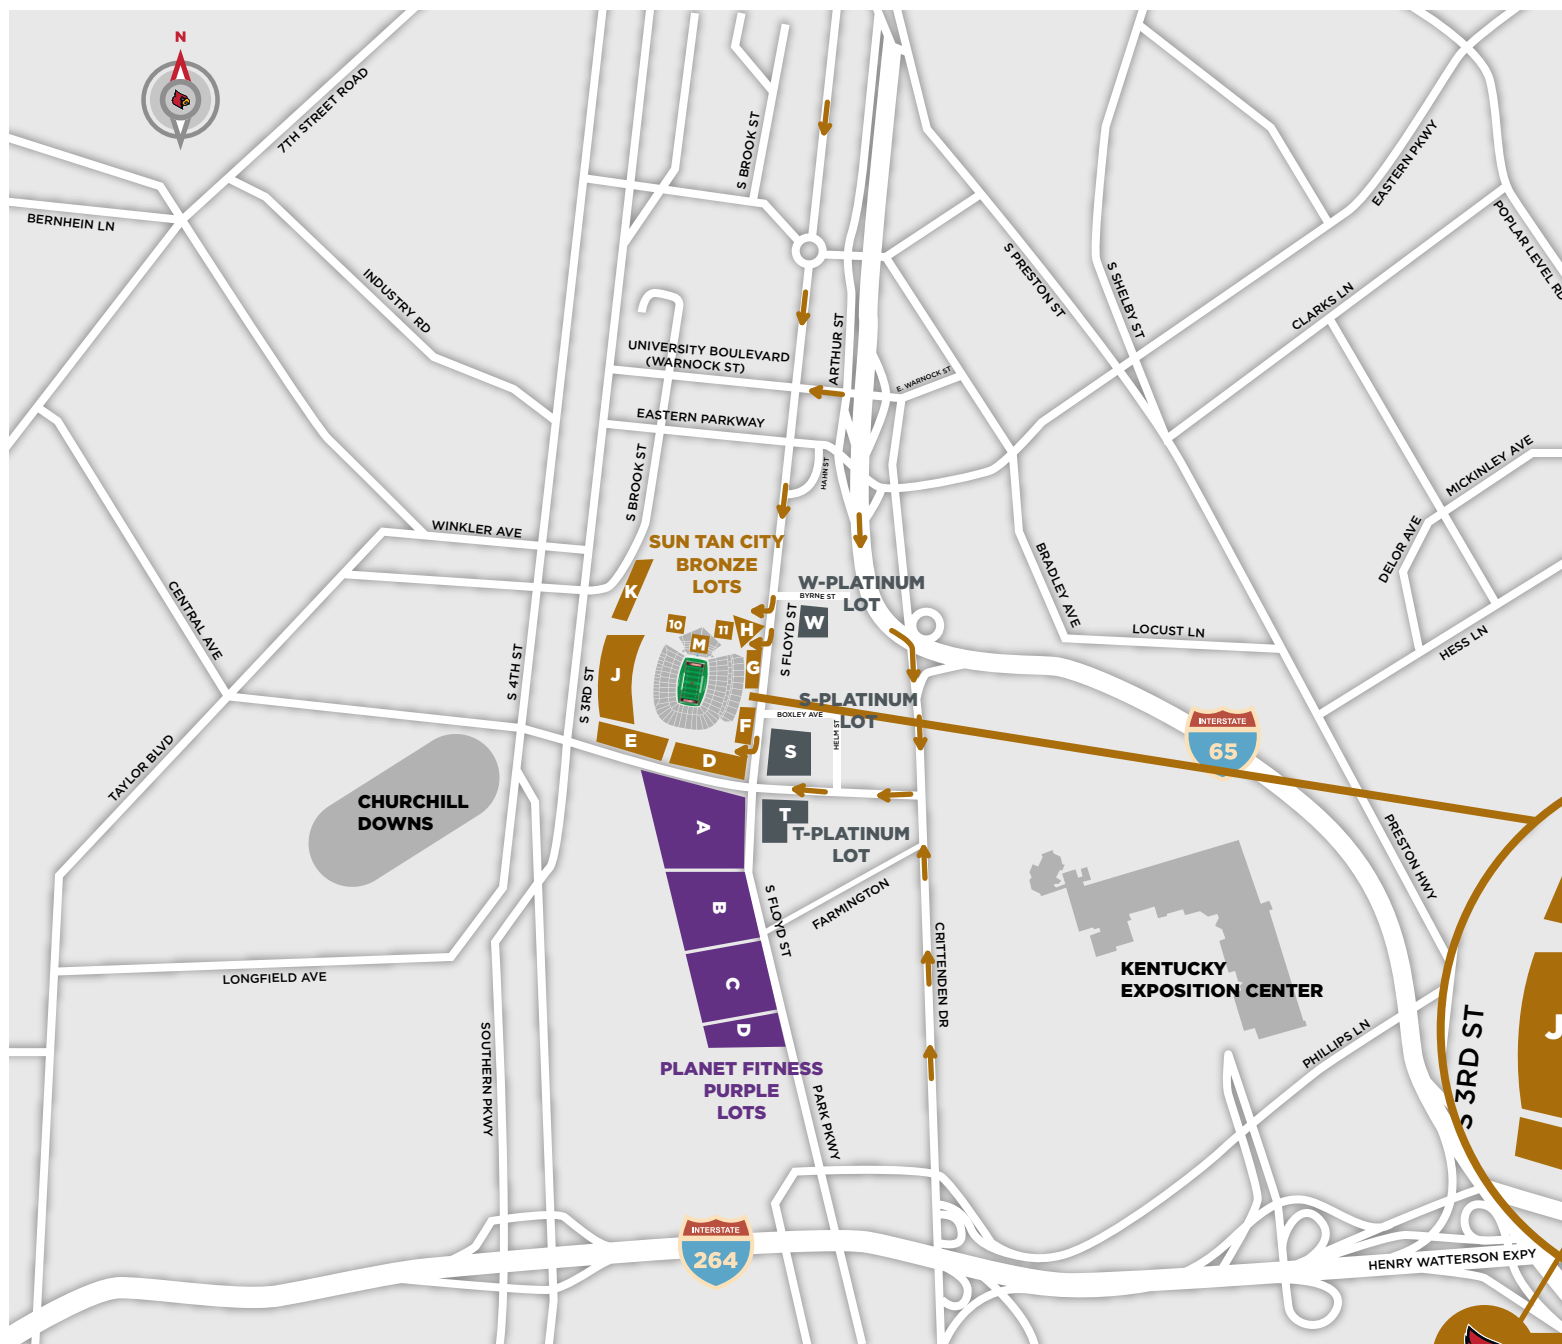 N
7TH STREET ROAD
BERNHEIN LN
INDUSTRY RD
S BROOK ST
S PRESTON ST
S SHELBY ST
EASTERN PKWY
POPLAR LEVEL RD
CLARKS LN
ARTHUR ST
UNIVERSITY BOULEVARD
(WARNOCK ST)
E. WARNOCK ST
EASTERN PARKWAY
HAHN ST
S BROOK ST
MICKINLEY AVE
DELOR AVE
WINKLER AVE
CENTRAL AVE
BRADLEY AVE
LOCUST LN
HESS LN
SUN TAN CITY
BRONZE
LOTS
W-PLATINUM
LOT
BYRNE ST
K
10
11
H
M
W
J
G
S FLOYD ST
S 4TH ST
S 3RD ST
S-PLATINUM
LOT
BOXLEY AVE
HELM ST
F
E
D
S
INTERSTATE
65
TAYLOR BLVD
CHURCHILL
DOWNS
T
T-PLATINUM
LOT
A
B
C
D
S FLOYD ST
FARMINGTON
CRITTENDEN DR
PRESTON HWY
KENTUCKY
EXPOSITION CENTER
LONGFIELD AVE
SOUTHERN PKWY
PLANET FITNESS
PURPLE
LOTS
PARK PKWY
PHILLIPS LN
S 3RD ST
J
INTERSTATE
264
HENRY WATTERSON EXPY